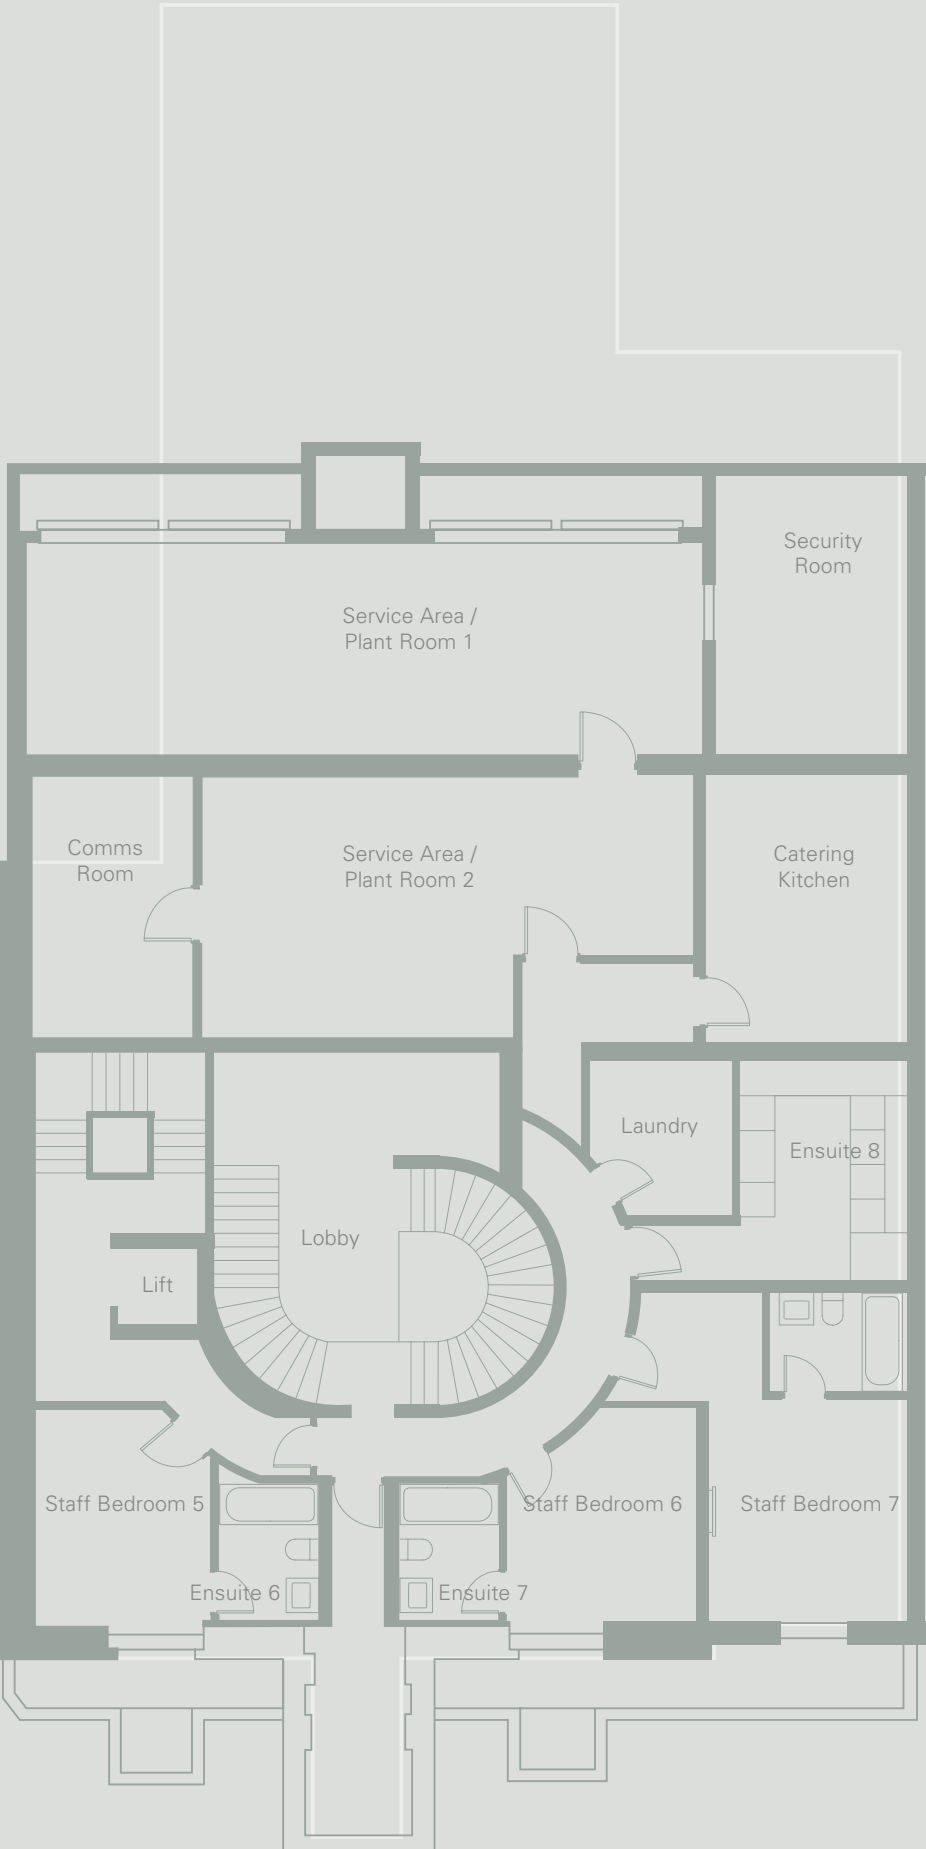 Security
Room
Service Area /
Plant Room 1
Comms
Room
Service Area /
Plant Room 2
Catering
Kitchen
Laundry
Ensuite 8
Lobby
Lift
Staff Bedroom 5
Staff Bedroom 6
Staff Bedroom 7
Ensuite 6
Ensuite 7